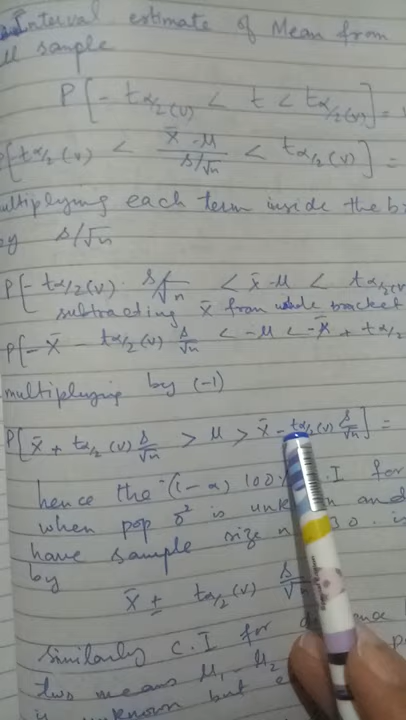 Interval estimate of Mean from
sample
P[-tα/2(v) < t < tα/2(v)] =
P[tα/2(v) < x̄-μ / s/√n < tα/2(v)] =
multiplying each term inside the b
by s/√n
P[-tα/2(v) · s/√n < x̄-μ < tα/2(v)
subtracting x̄ from whole bracket
P[-x̄ - tα/2(v) s/√n < -μ < -x̄ + tα/2
multiplying by (-1)
P[x̄ + tα/2(v) s/√n > μ > x̄ - tα/2(v) s/√n] =
hence the (1-α) 100% C.I for
when pop σ² is and
have sample size 30.
by
x̄ ± tα/2(v) s/√
Similarly C.I for
two means μ₁ - μ₂
is unknown but